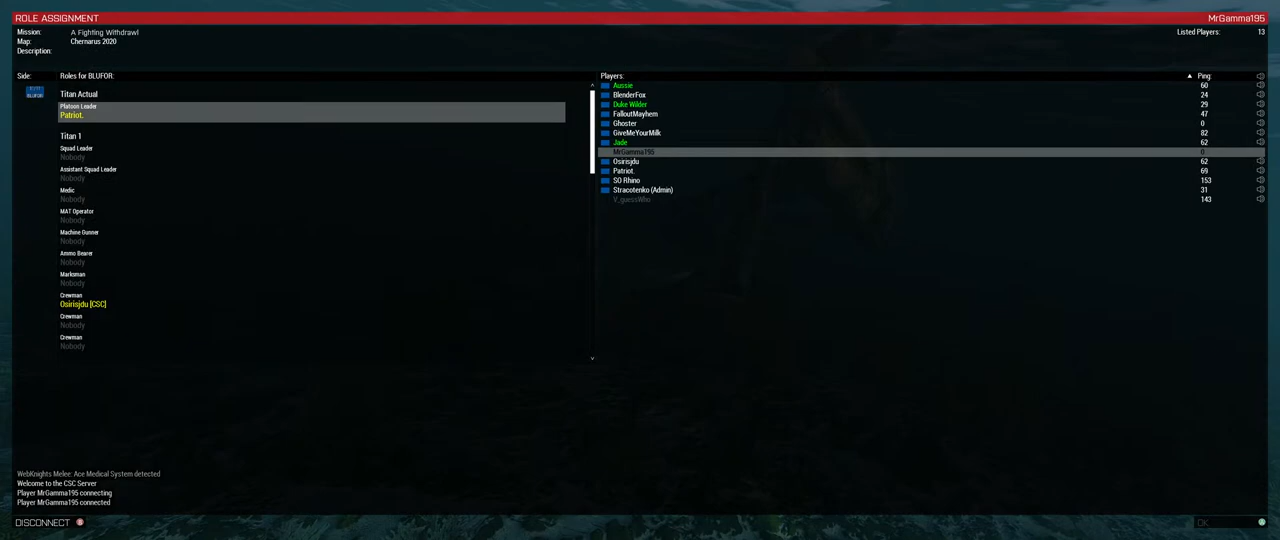 ROLE ASSIGNMENT MrGamma195
Mission: A Fighting Withdrawl Listed Players: 13
Map: Chernarus 2020
Description:
Side: Roles for BLUFOR: Players: Ping:
BLUFOR
Titan Actual
Platoon Leader
Patriot.
Titan 1
Squad Leader
Nobody
Assistant Squad Leader
Nobody
Medic
Nobody
MAT Operator
Nobody
Machine Gunner
Nobody
Ammo Bearer
Nobody
Marksman
Nobody
Crewman
Osirisjdu [CSC]
Crewman
Nobody
Crewman
Nobody
Aussie 60
BlenderFox 24
Duke Wilder 29
FalloutMayhem 47
Ghoster 0
GiveMeYourMilk 82
Jade 62
MrGamma195 0
Osirisjdu 62
Patriot. 69
SO Rhino 153
Stracotenko (Admin) 31
V_guessWho 143
WebKnights Melee: Ace Medical System detected
Welcome to the CSC Server
Player MrGamma195 connecting
Player MrGamma195 connected
DISCONNECT B OK A